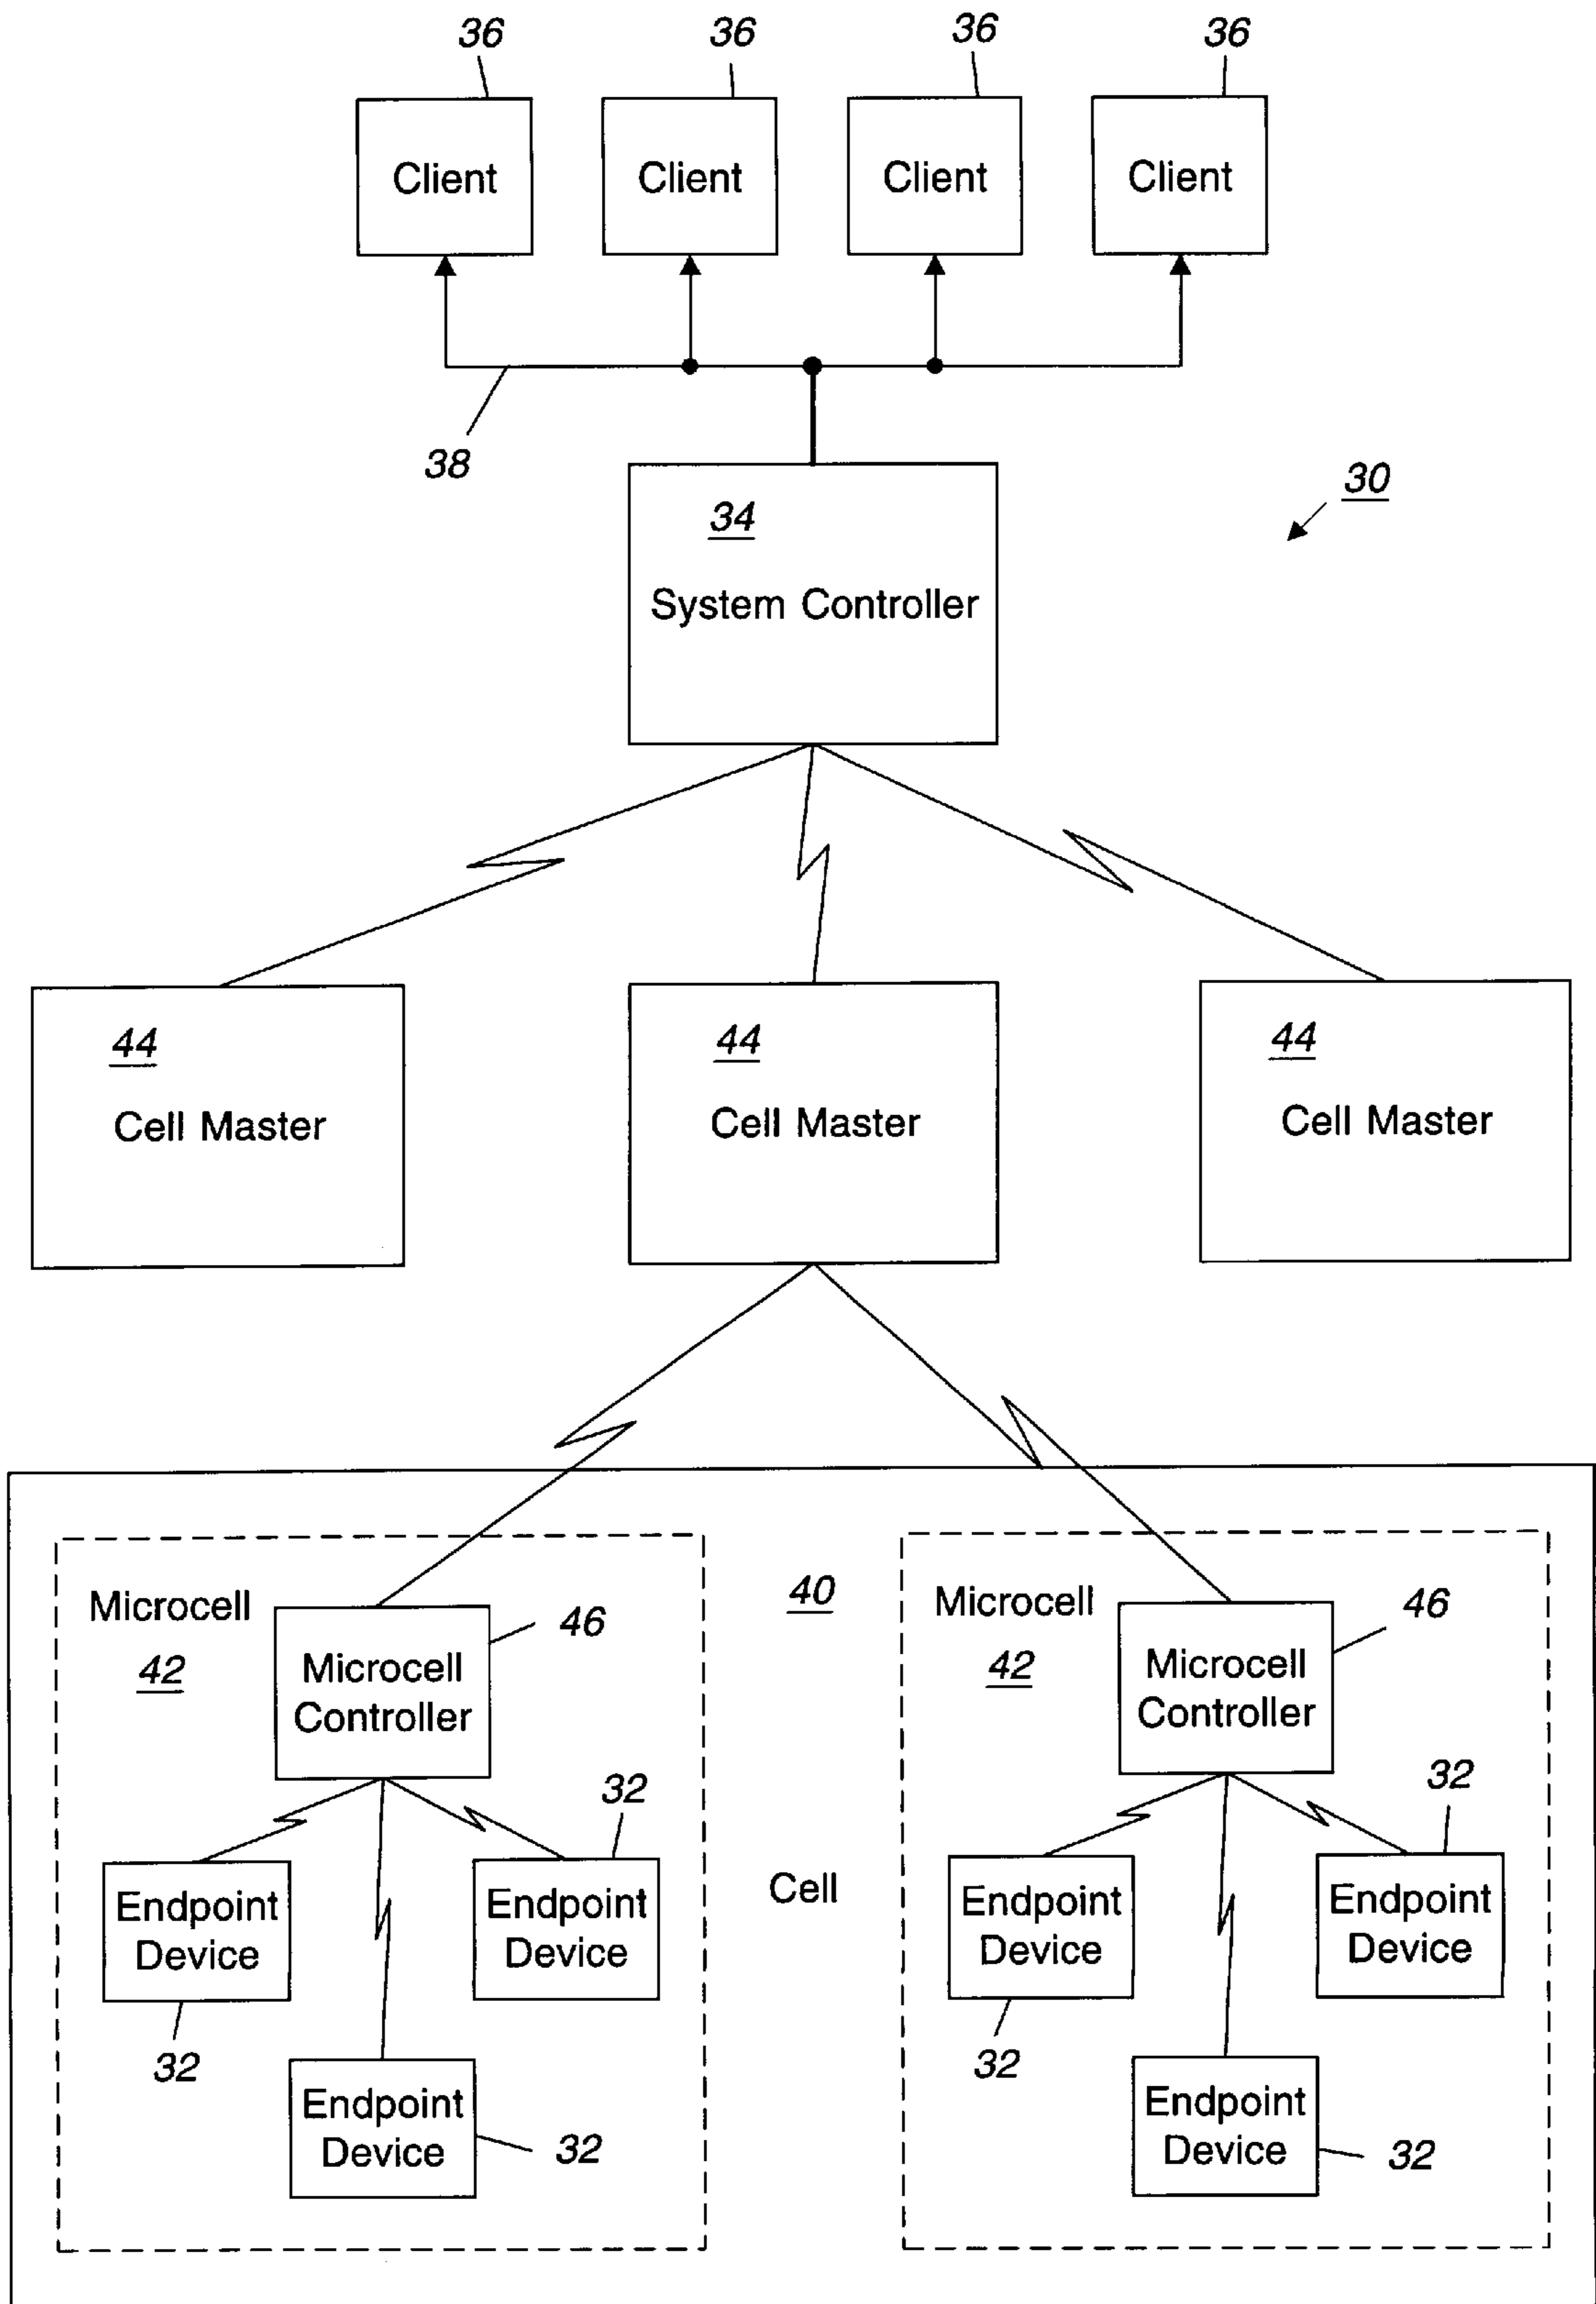 36 36 36 36
Client Client Client Client
38
30
34
System Controller
44
Cell Master
44
Cell Master
44
Cell Master
Microcell
42
46
Microcell
Controller
40
Microcell
42
46
Microcell
Controller
32
Endpoint
Device
32
Endpoint
Device
32
Endpoint
Device
32
Cell
32
Endpoint
Device
32
Endpoint
Device
32
Endpoint
Device